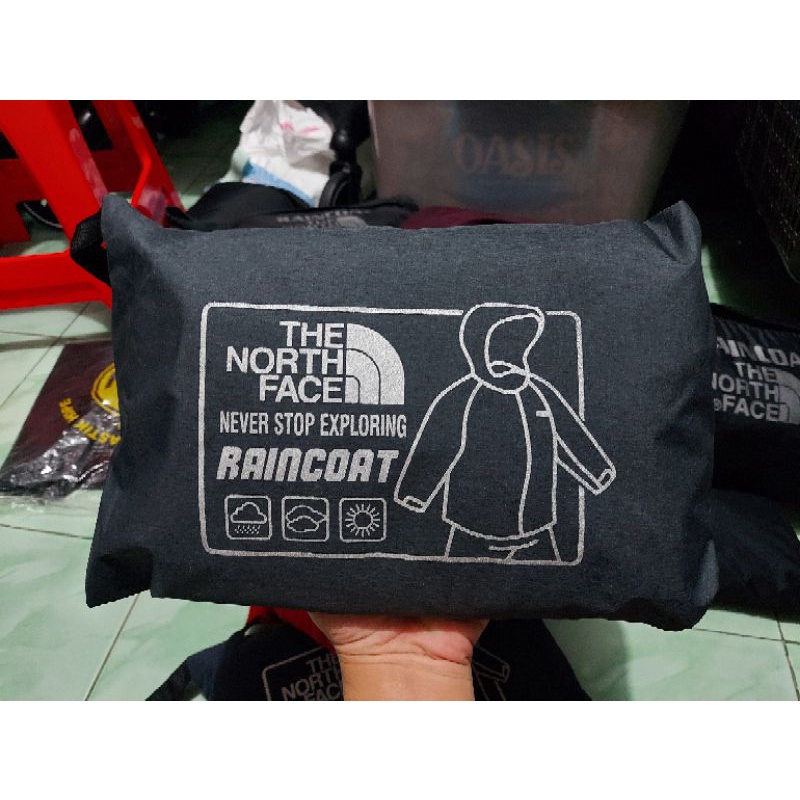 OASIS
THE
NORTH
FACE
NEVER STOP EXPLORING
RAINCOAT
THE
NORTH
FACE
THE
NORTH
FACE